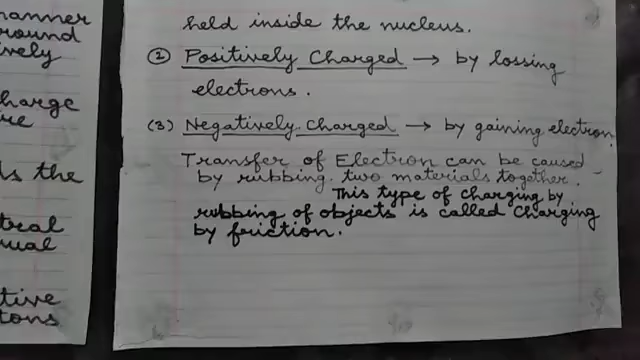 anner
round
ively
harge
re
ls the
tral
ual
tive
tons
held inside the nucleus.
(2) Positively Charged → by lossing
electrons.
(3) Negatively Charged → by gaining electron.
Transfer of Electron can be caused
by rubbing two materials together.
This type of charging by
rubbing of objects is called Charging
by friction.